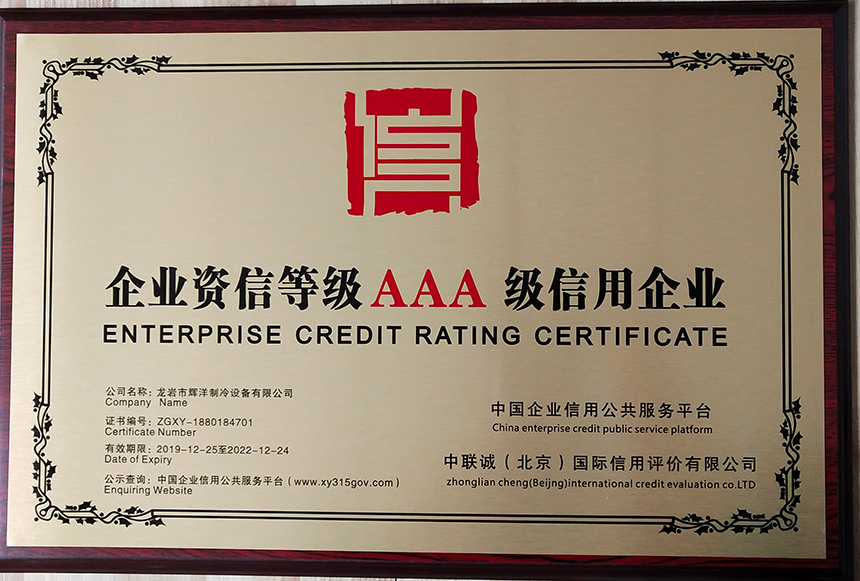 信
企业资信等级AAA 级信用企业
ENTERPRISE CREDIT RATING CERTIFICATE
公司名称：龙岩市辉洋制冷设备有限公司
Company Name
证书编号：ZGXY-1880184701
Certificate Number
有效期限：2019-12-25至2022-12-24
Date of Expiry
公示查询：中国企业信用公共服务平台（www.xy315gov.com）
Enquiring Website
中国企业信用公共服务平台
China enterprise credit public service platform
中联诚（北京）国际信用评价有限公司
zhonglian cheng(Beijng)international credit evaluation co.LTD